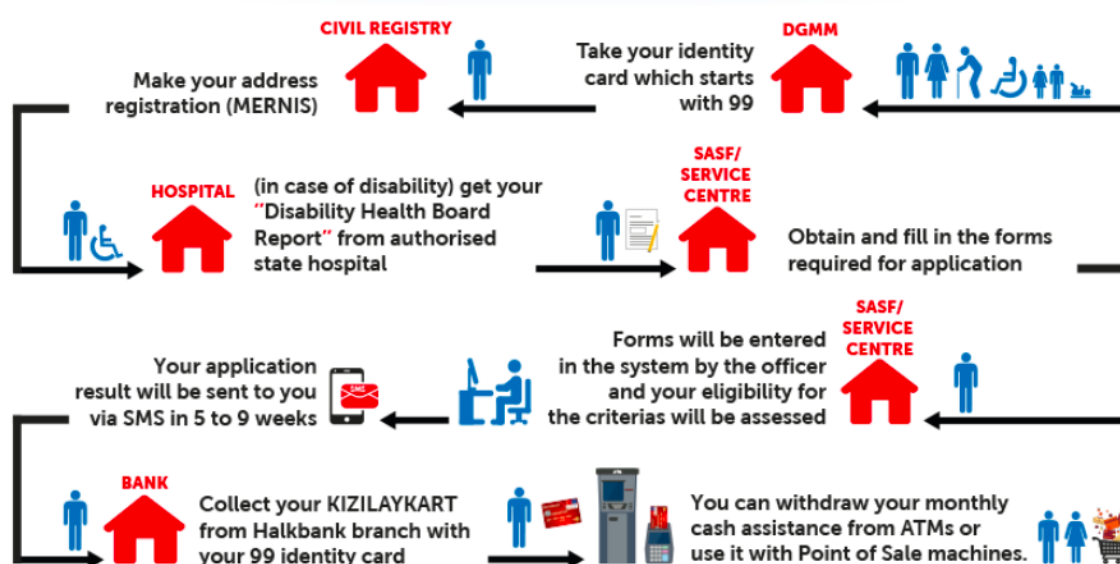 DGMM
Take your identity
card which starts
with 99
CIVIL REGISTRY
Make your address
registration (MERNIS)
HOSPITAL
(in case of disability) get your
"Disability Health Board
Report" from authorised
state hospital
SASF/
SERVICE
CENTRE
Obtain and fill in the forms
required for application
SASF/
SERVICE
CENTRE
Forms will be entered
in the system by the officer
and your eligibility for
the criterias will be assessed
SMS
Your application
result will be sent to you
via SMS in 5 to 9 weeks
BANK
Collect your KIZILAYKART
from Halkbank branch with
your 99 identity card
You can withdraw your monthly
cash assistance from ATMs or
use it with Point of Sale machines.